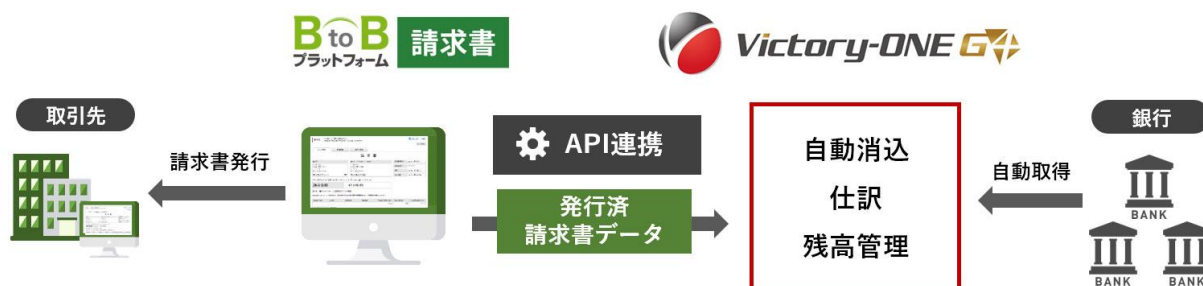 BtoB
プラットフォーム
請求書
Victory-ONE G4
取引先
請求書発行
API連携
発行済
請求書データ
自動消込
仕訳
残高管理
自動取得
銀行
BANK
BANK
BANK